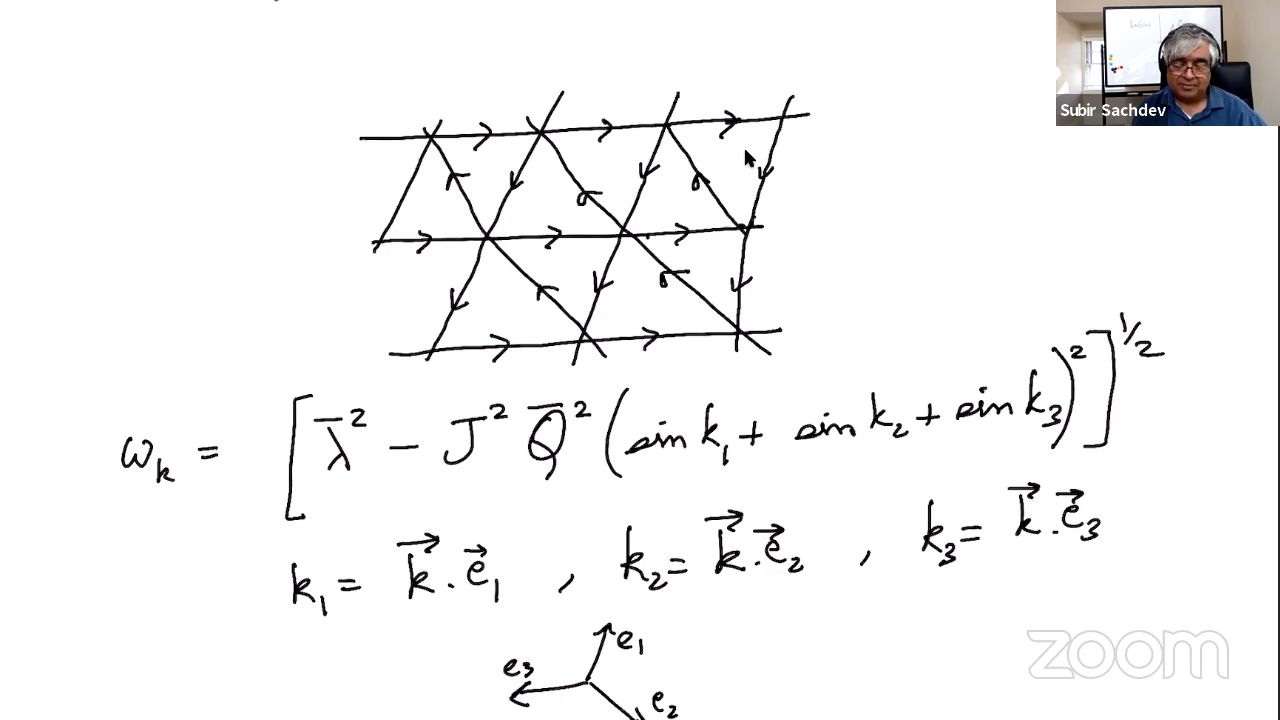 Subir Sachdev
ω_k = [ λ̄² − J² Q̄² (sin k₁ + sin k₂ + sin k₃)² ]^{1/2}
k₁ = k⃗ . e⃗₁ , k₂ = k⃗ . e⃗₂ , k₃ = k⃗ . e⃗₃
e₁
e₃
e₂
zoom